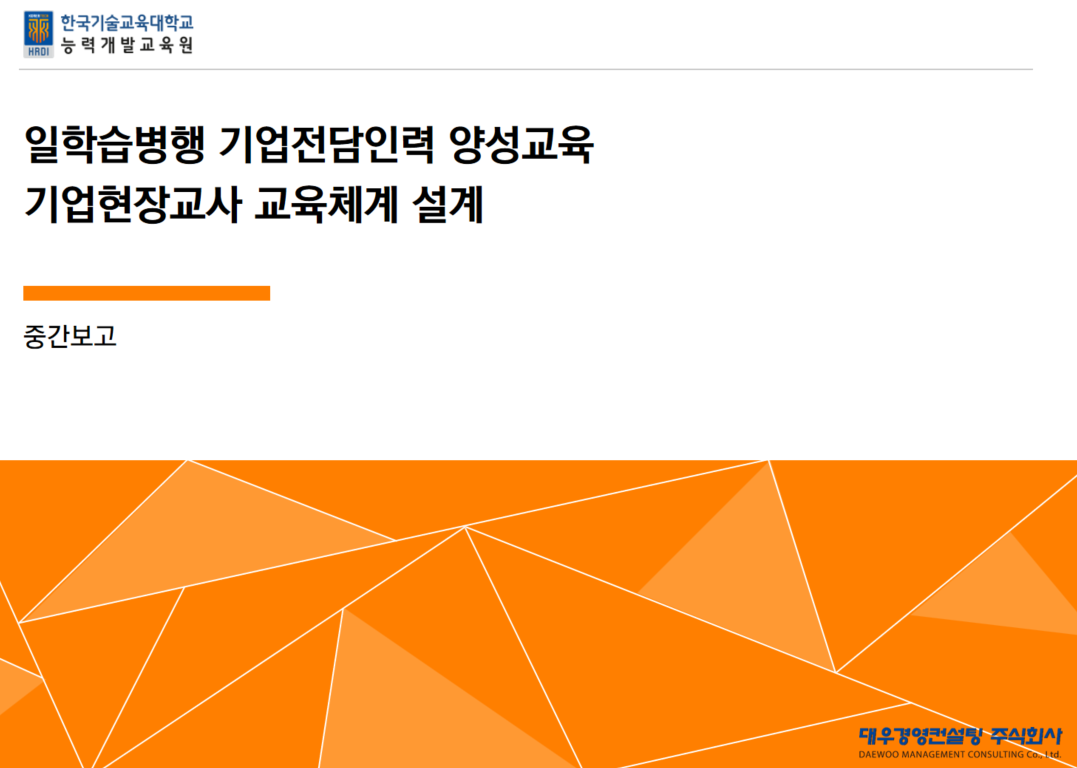 HRDI
한국기술교육대학교
능력개발교육원
일학습병행 기업전담인력 양성교육
기업현장교사 교육체계 설계
중간보고
대우경영컨설팅 주식회사
DAEWOO MANAGEMENT CONSULTING Co., Ltd.